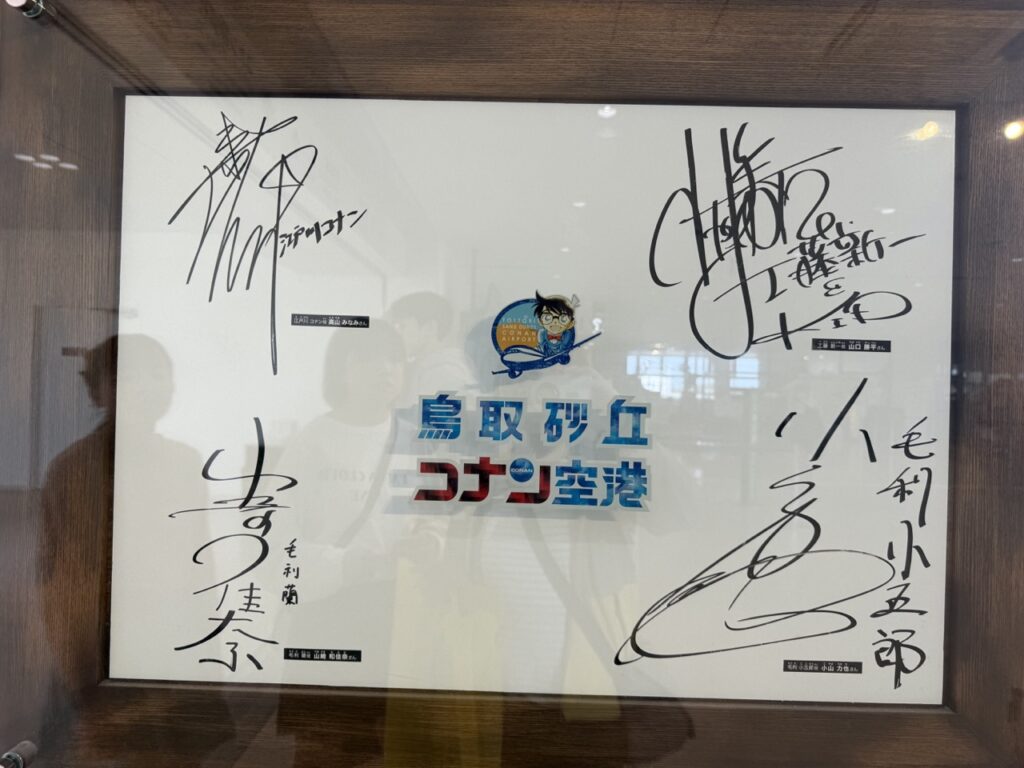 江戸川コナン
江戸川 コナン役 高山 みなみさん
工藤新一
工藤 新一役 山口 勝平さん
TOTTORI
SAND DUNES
CONAN
AIRPORT
鳥取砂丘
コナン空港
CONAN
毛利蘭
毛利 蘭役 山崎 和佳奈さん
毛利小五郎
毛利 小五郎役 小山 力也さん